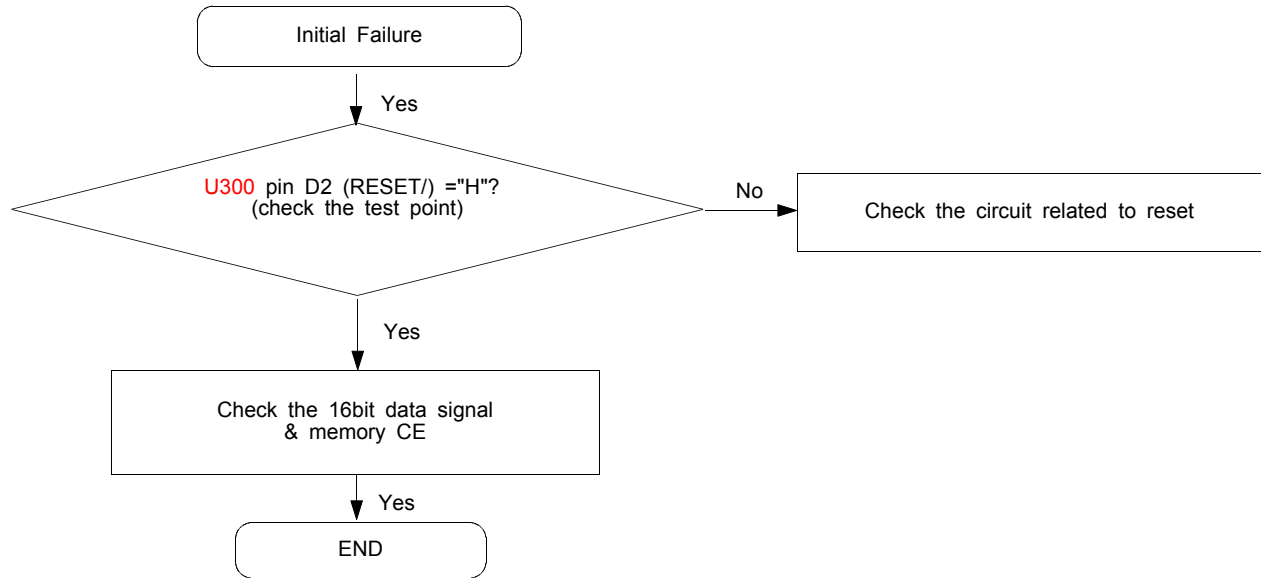 Initial Failure
Yes
U300 pin D2 (RESET/) ="H"?
(check the test point)
No
Check the circuit related to reset
Yes
Check the 16bit data signal
& memory CE
Yes
END